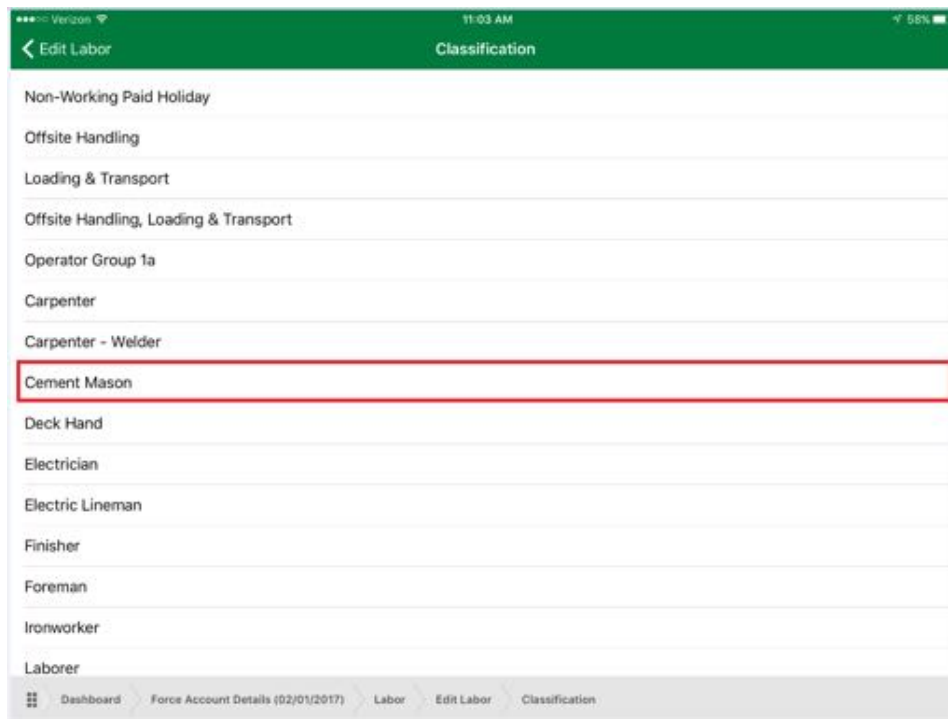 Verizon 11:03 AM 58%
Edit Labor Classification
Non-Working Paid Holiday
Offsite Handling
Loading & Transport
Offsite Handling, Loading & Transport
Operator Group 1a
Carpenter
Carpenter - Welder
Cement Mason
Deck Hand
Electrician
Electric Lineman
Finisher
Foreman
Ironworker
Laborer
Dashboard Force Account Details (02/01/2017) Labor Edit Labor Classification